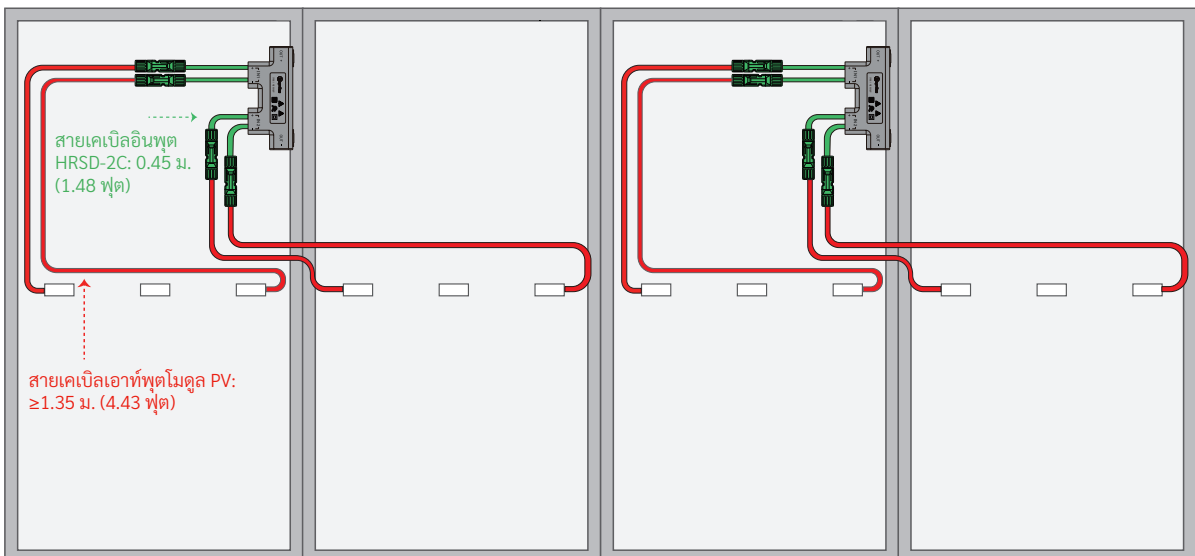 สายเคเบิลอินพุต
HRSD-2C: 0.45 ม.
(1.48 ฟุต)
สายเคเบิลเอาท์พุตโมดูล PV:
≥1.35 ม. (4.43 ฟุต)